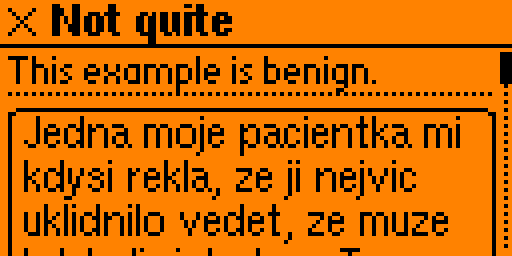 Not quite
This example is benign.
Jedna moje pacientka mi
kdysi rekla, ze ji nejvic
uklidnilo vedet, ze muze